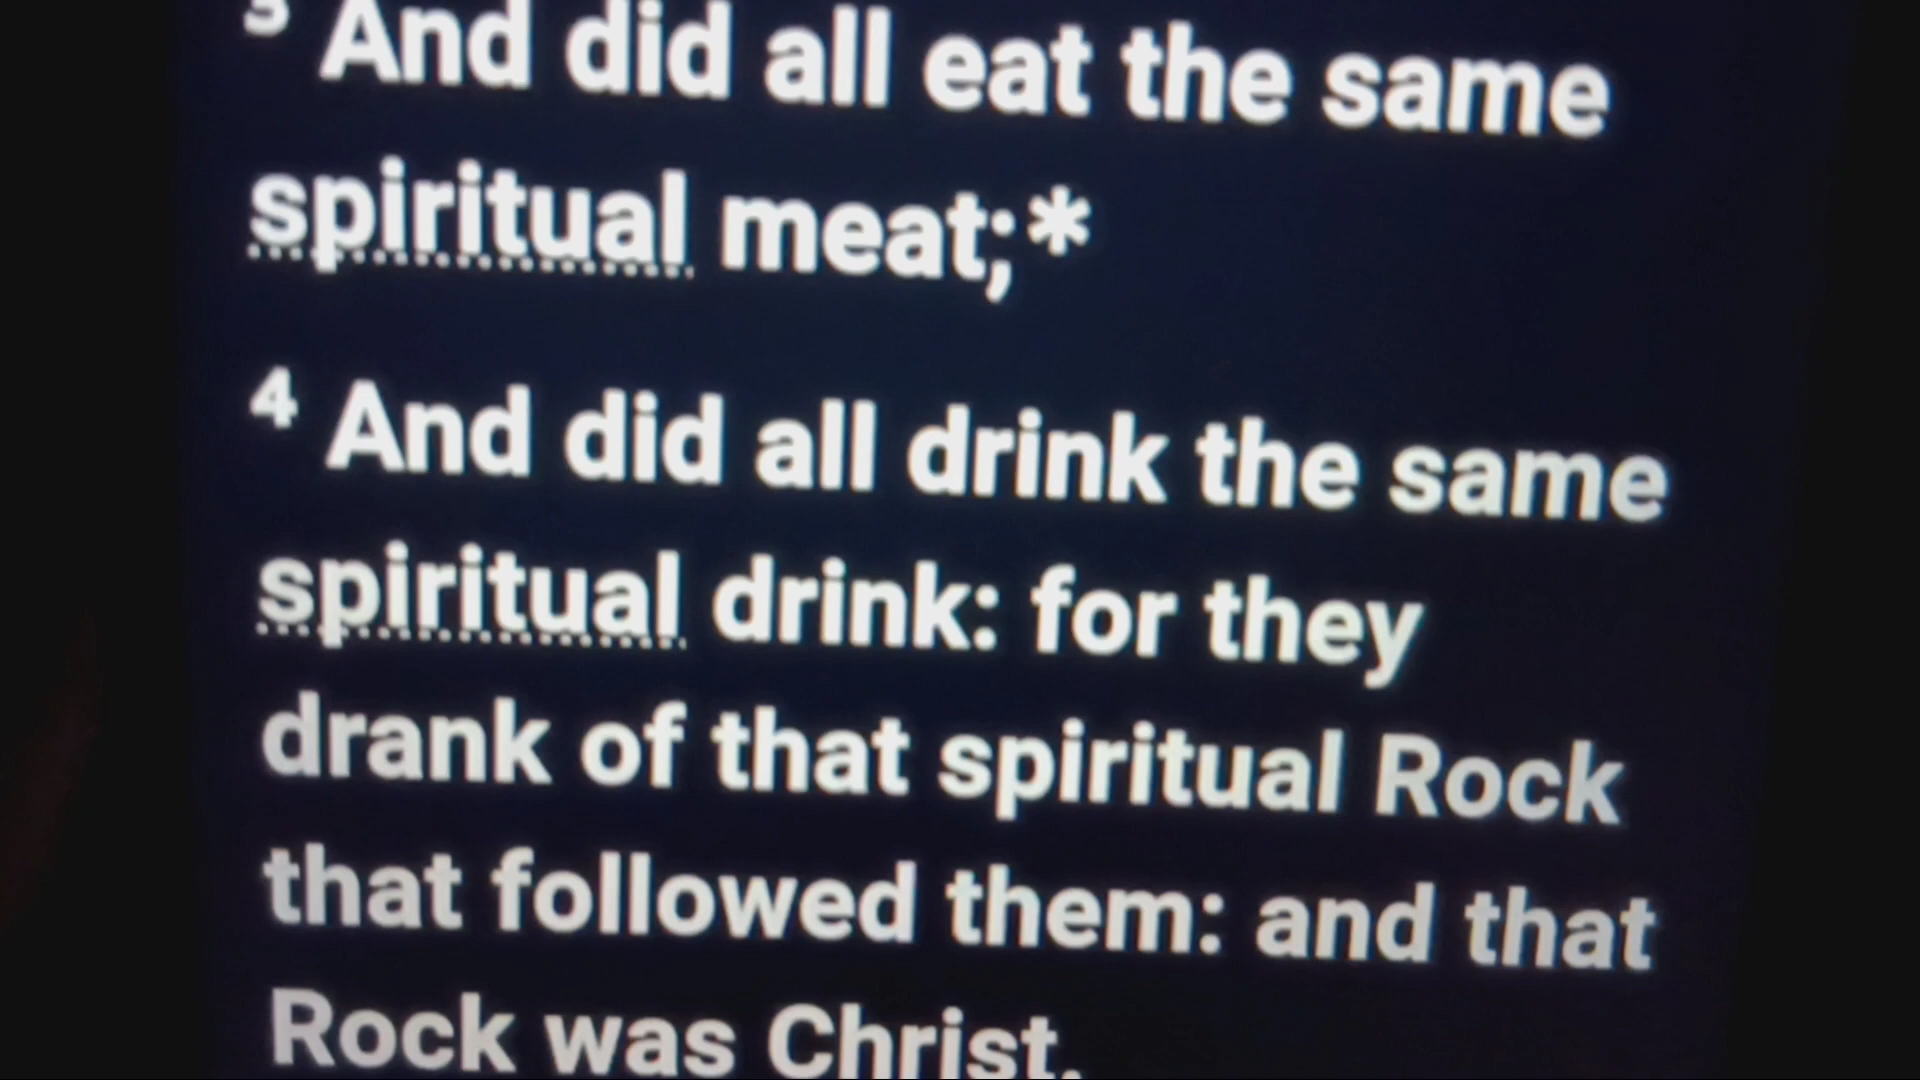 3 And did all eat the same
spiritual meat;*
4 And did all drink the same
spiritual drink: for they
drank of that spiritual Rock
that followed them: and that
Rock was Christ.